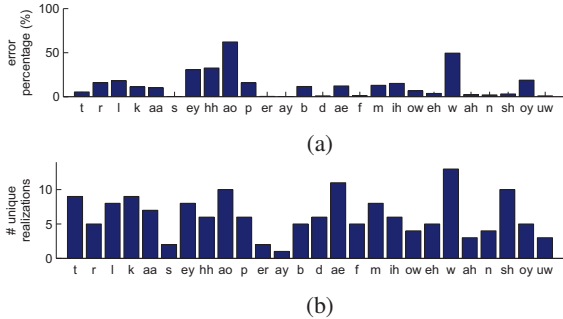 100
50
0
error
percentage (%)
t r l k aa s ey hh ao p er ay b d ae f m ih ow eh w ah n sh oy uw
(a)
10
5
0
# unique
realizations
t r l k aa s ey hh ao p er ay b d ae f m ih ow eh w ah n sh oy uw
(b)